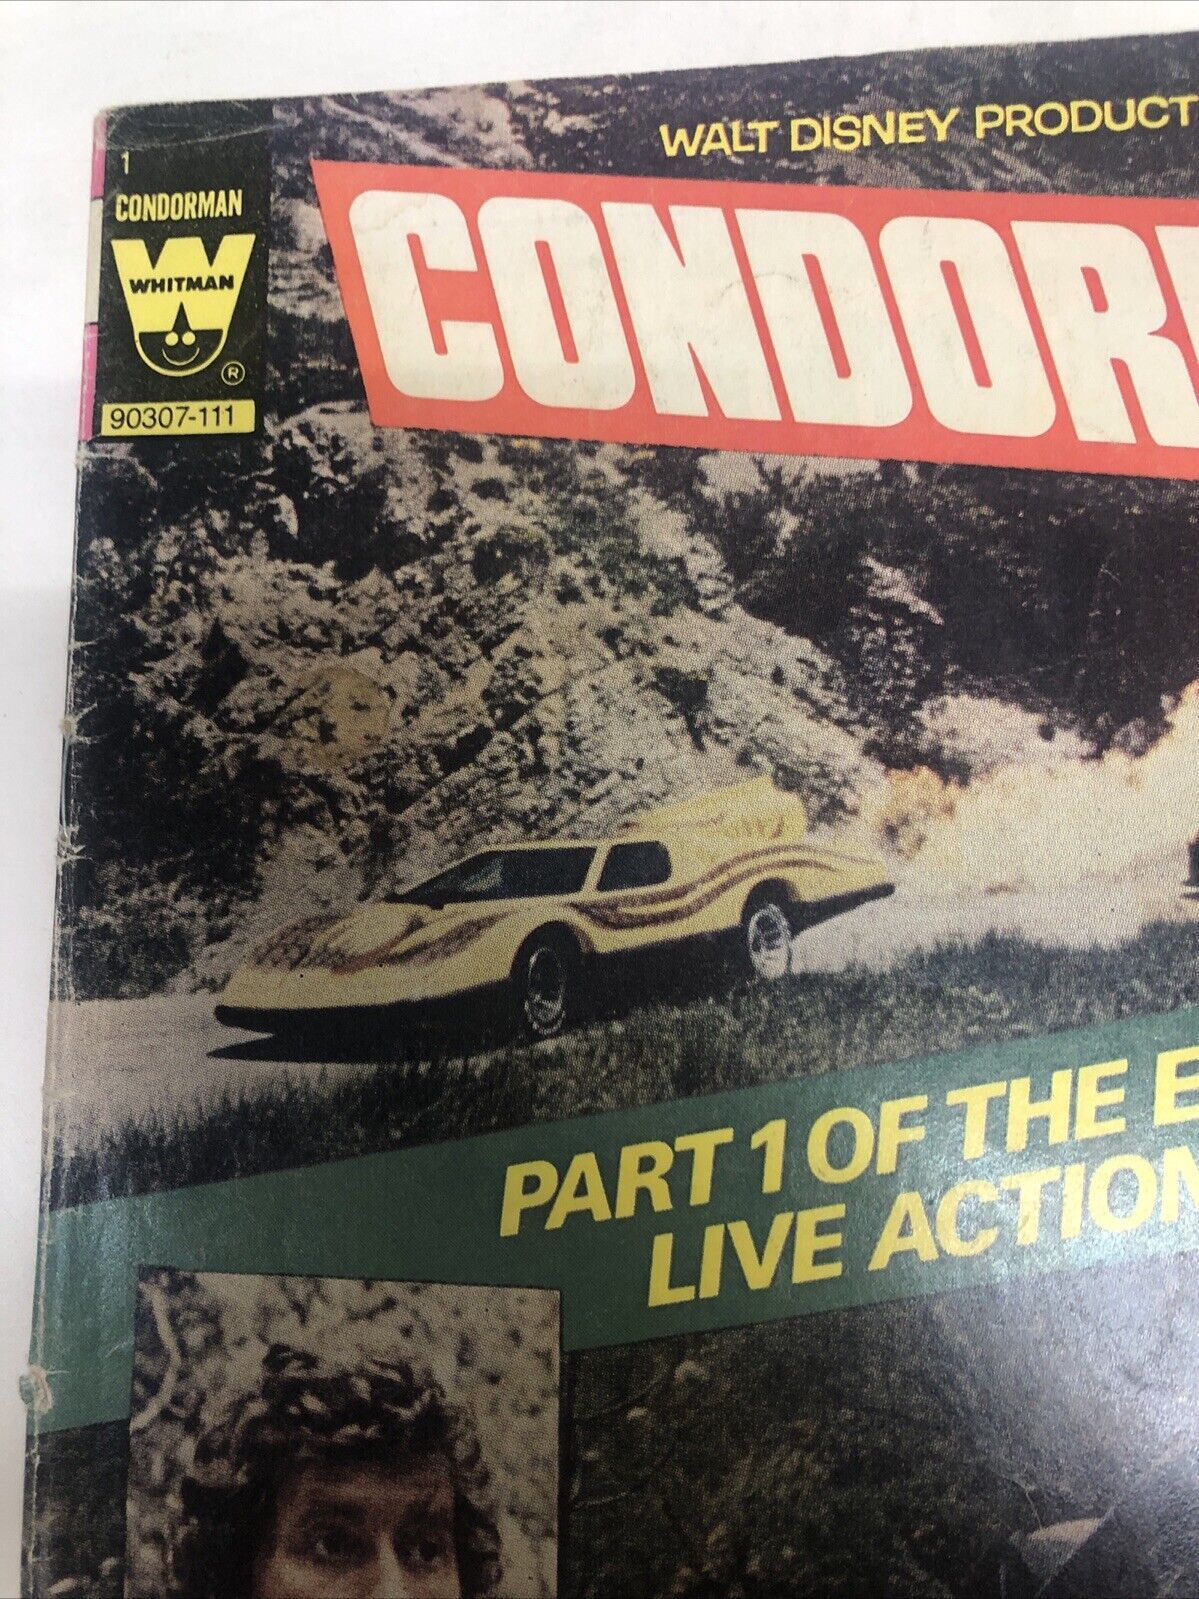 1
CONDORMAN
WHITMAN
®
90307-111
WALT DISNEY PRODUCT
CONDOR
PART 1 OF THE E
LIVE ACTION